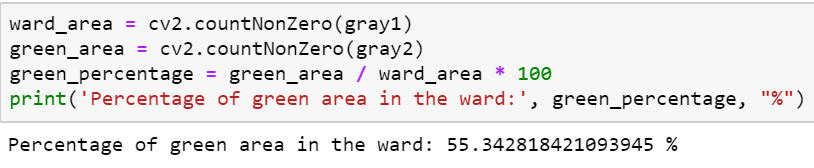 ward_area = cv2.countNonZero(gray1)
green_area = cv2.countNonZero(gray2)
green_percentage = green_area / ward_area * 100
print('Percentage of green area in the ward:', green_percentage, "%")
Percentage of green area in the ward: 55.342818421093945 %